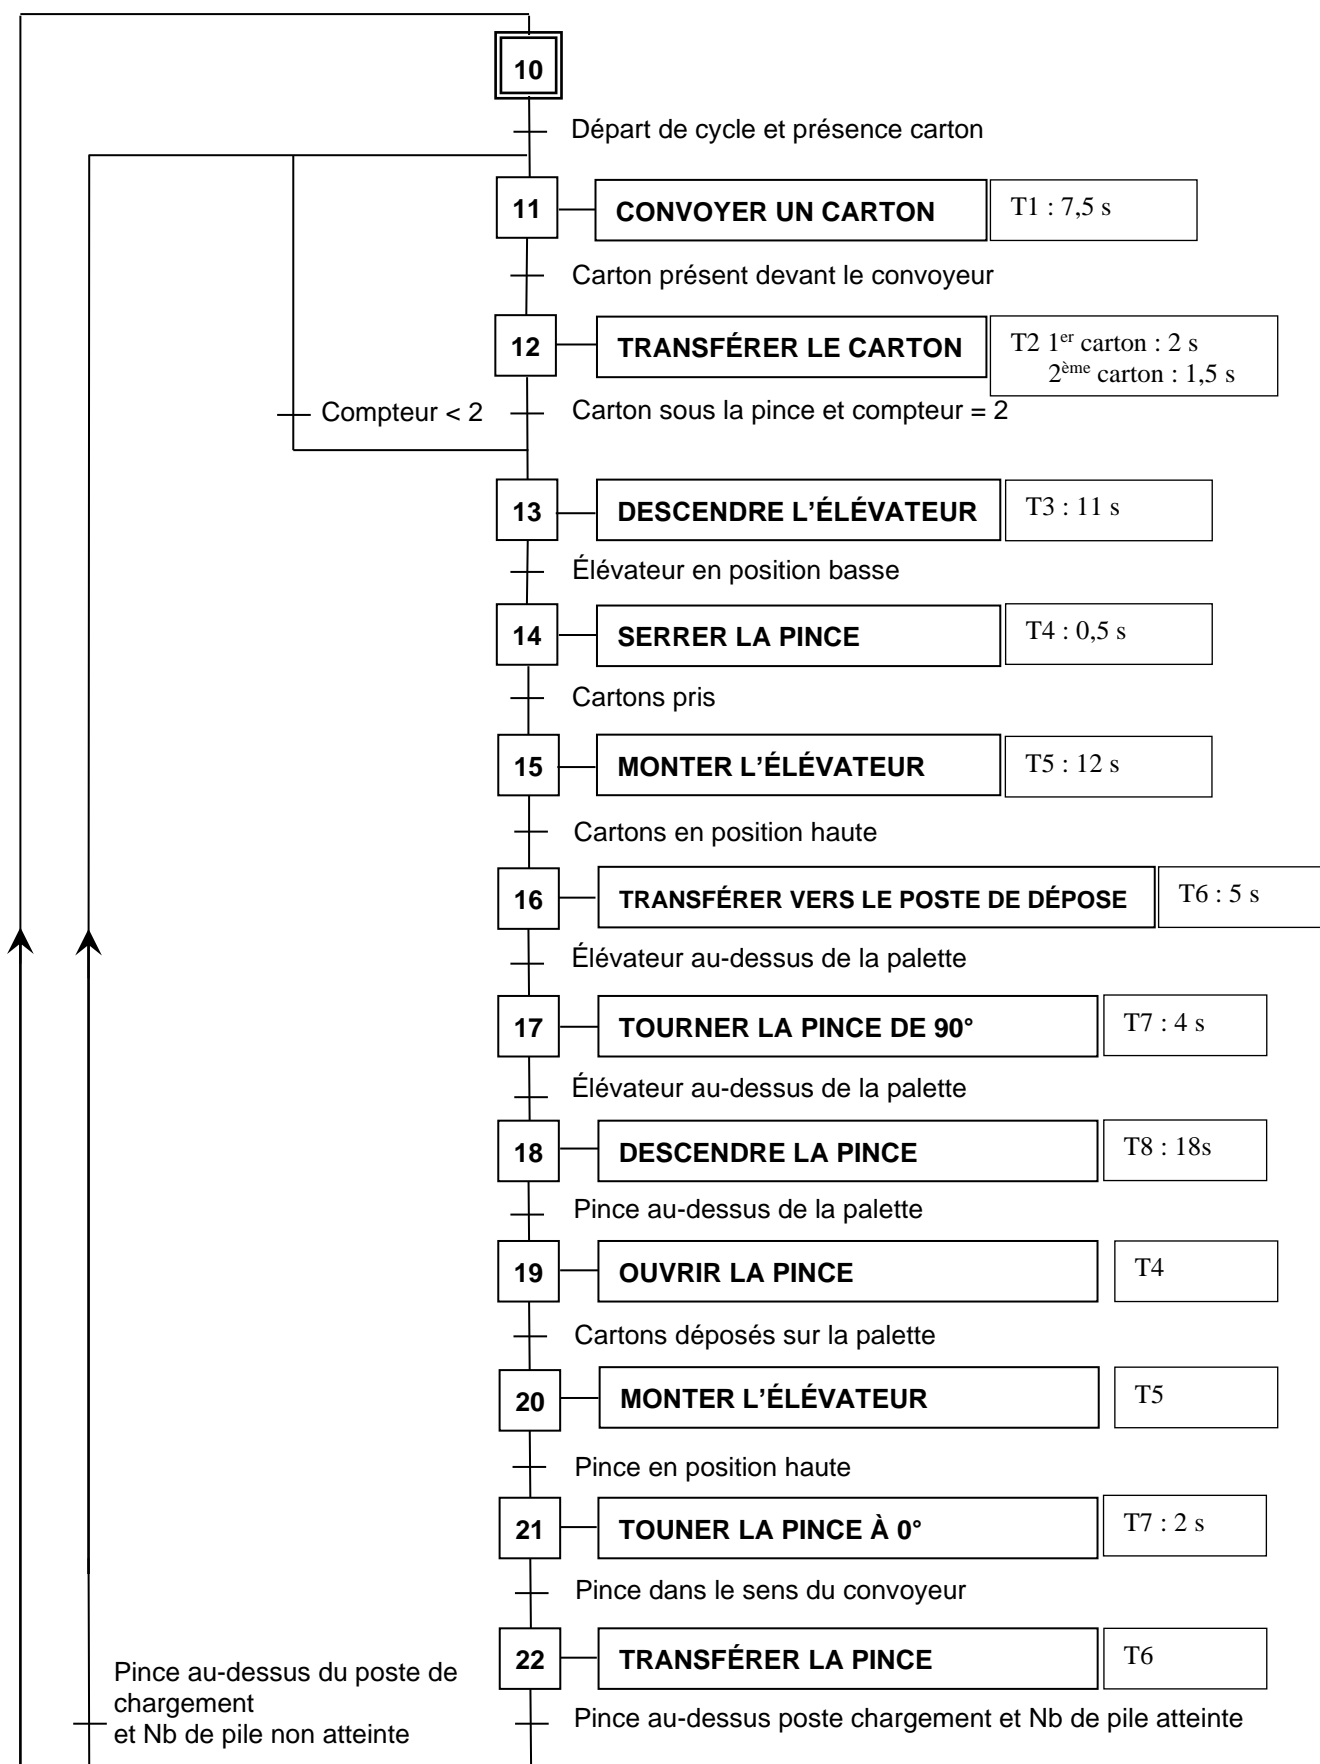 10
Départ de cycle et présence carton
11
CONVOYER UN CARTON
T1 : 7,5 s
Carton présent devant le convoyeur
12
TRANSFÉRER LE CARTON
T2 1er carton : 2 s
2ème carton : 1,5 s
Compteur < 2
Carton sous la pince et compteur = 2
13
DESCENDRE L’ÉLÉVATEUR
T3 : 11 s
Élévateur en position basse
14
SERRER LA PINCE
T4 : 0,5 s
Cartons pris
15
MONTER L’ÉLÉVATEUR
T5 : 12 s
Cartons en position haute
16
TRANSFÉRER VERS LE POSTE DE DÉPOSE
T6 : 5 s
Élévateur au-dessus de la palette
17
TOURNER LA PINCE DE 90°
T7 : 4 s
Élévateur au-dessus de la palette
18
DESCENDRE LA PINCE
T8 : 18s
Pince au-dessus de la palette
19
OUVRIR LA PINCE
T4
Cartons déposés sur la palette
20
MONTER L’ÉLÉVATEUR
T5
Pince en position haute
21
TOUNER LA PINCE À 0°
T7 : 2 s
Pince dans le sens du convoyeur
22
TRANSFÉRER LA PINCE
T6
Pince au-dessus du poste de
chargement
et Nb de pile non atteinte
Pince au-dessus poste chargement et Nb de pile atteinte